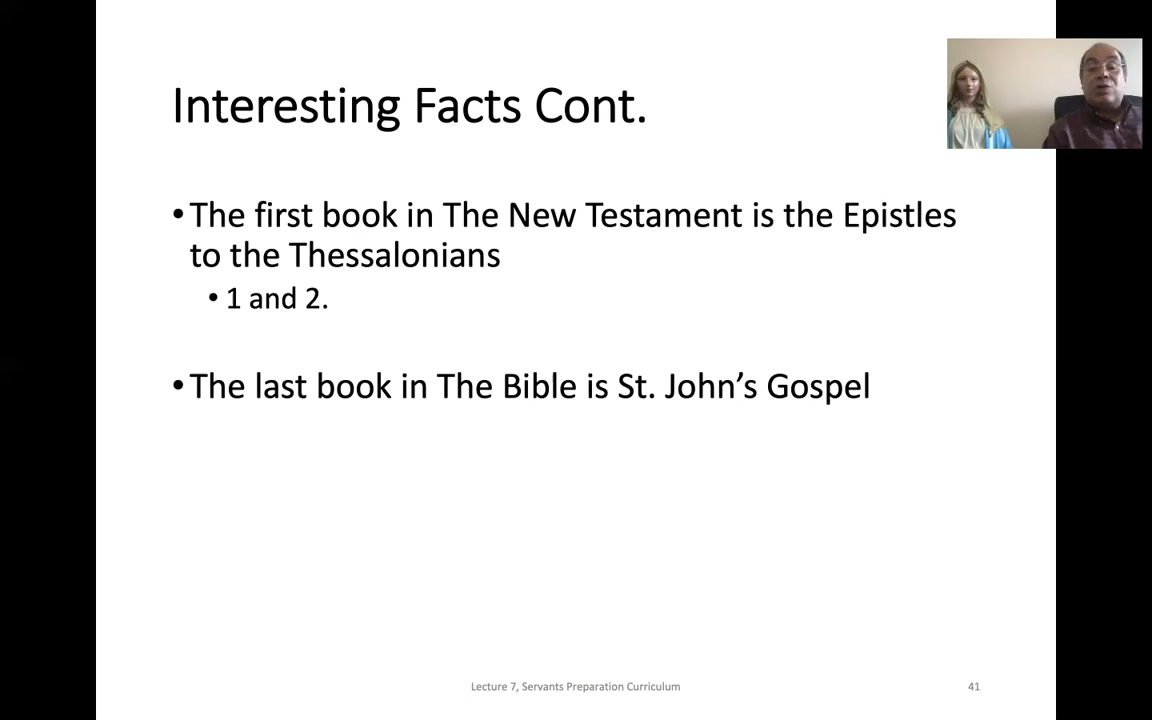 Interesting Facts Cont.
• The first book in The New Testament is the Epistles
to the Thessalonians
• 1 and 2.
• The last book in The Bible is St. John’s Gospel
Lecture 7, Servants Preparation Curriculum
41